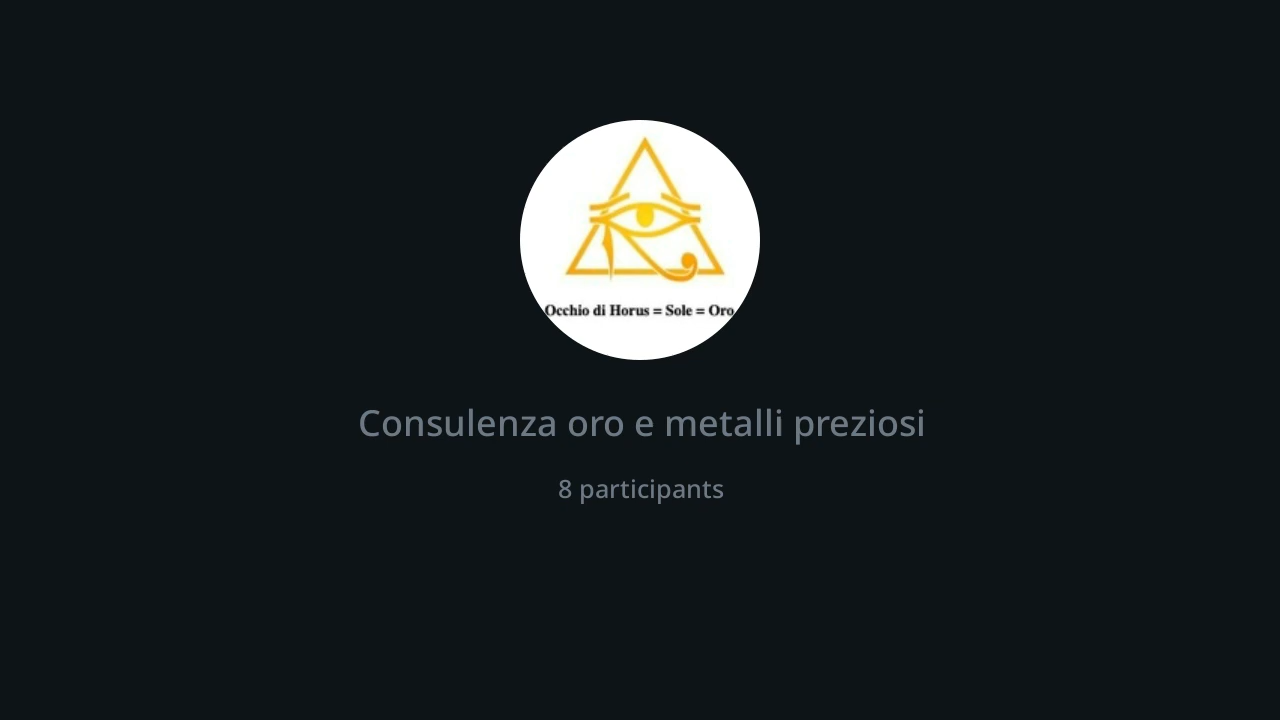 Occhio di Horus = Sole = Oro
Consulenza oro e metalli preziosi
8 participants